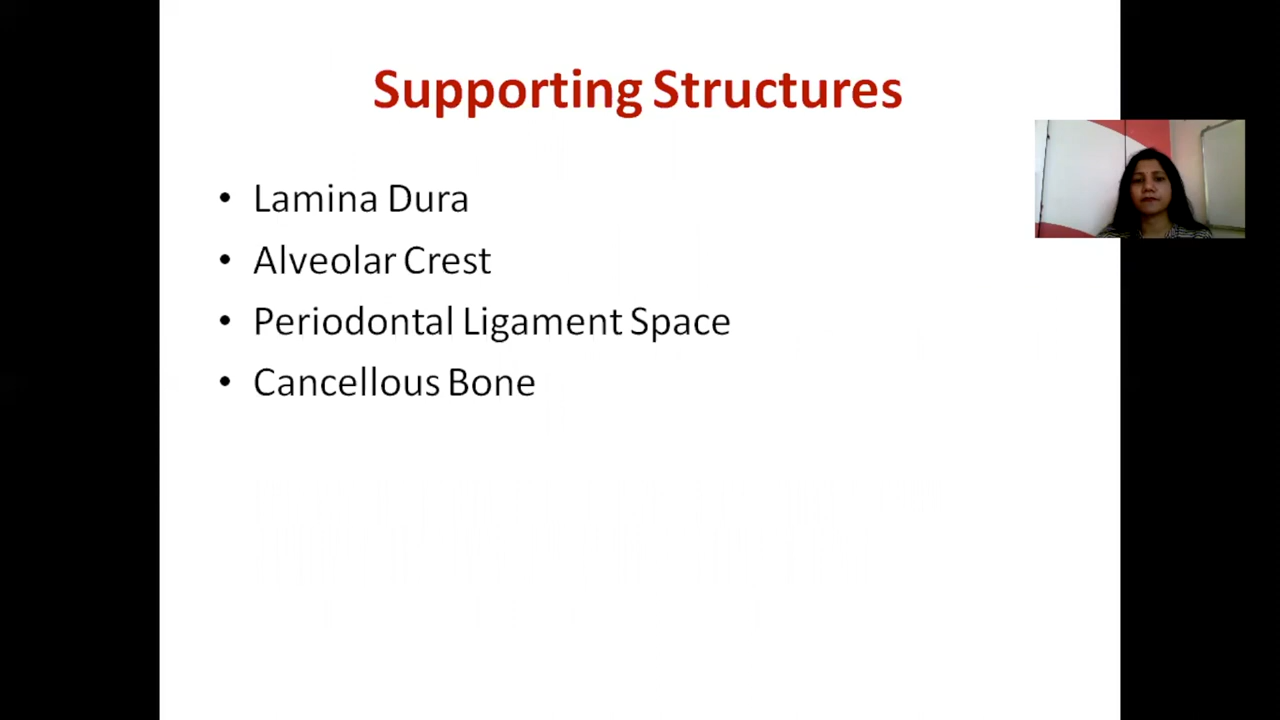 Supporting Structures
• Lamina Dura
• Alveolar Crest
• Periodontal Ligament Space
• Cancellous Bone